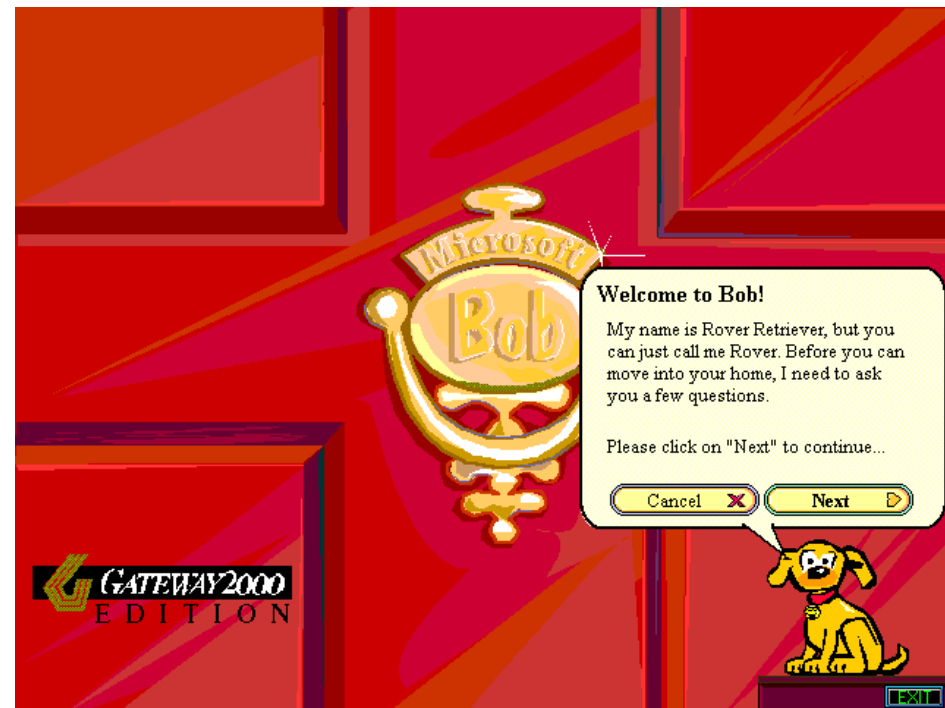 Microsoft
Bob
Welcome to Bob!
My name is Rover Retriever, but you
can just call me Rover. Before you can
move into your home, I need to ask
you a few questions.
Please click on "Next" to continue...
Cancel
Next
GATEWAY2000
EDITION
EXIT